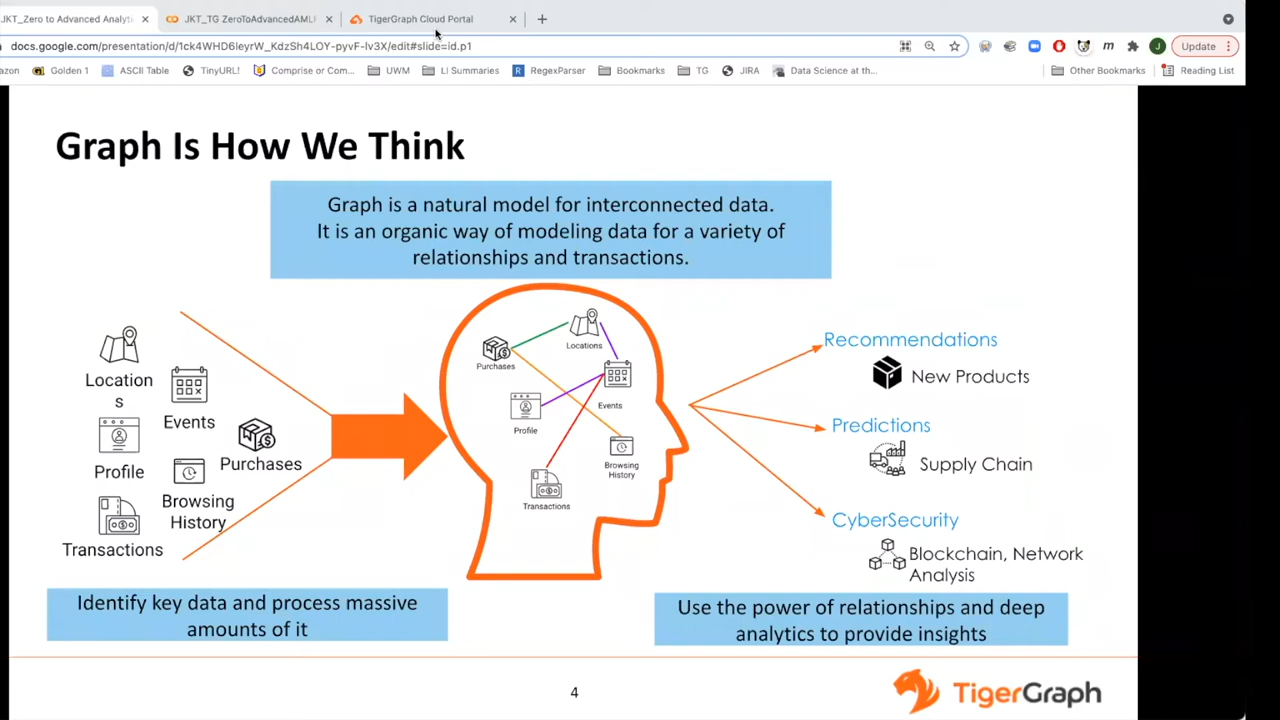 JKT_Zero to Advanced Analyti
JKT_TG ZeroToAdvancedAML
TigerGraph Cloud Portal
docs.google.com/presentation/d/1ck4WHD6IeyrW_KdzSh4LOY-pyvF-Iv3X/edit#slide=id.p1
Update
azon
Golden 1
ASCII Table
TinyURL!
Comprise or Com...
UWM
LI Summaries
RegexParser
Bookmarks
TG
JIRA
Data Science at th...
Other Bookmarks
Reading List
Graph Is How We Think
Graph is a natural model for interconnected data.
It is an organic way of modeling data for a variety of
relationships and transactions.
Location
s
Events
Profile
Purchases
Browsing
History
Transactions
Locations
Purchases
Events
Profile
Browsing
History
Transactions
Recommendations
New Products
Predictions
Supply Chain
CyberSecurity
Blockchain, Network
Analysis
Identify key data and process massive
amounts of it
Use the power of relationships and deep
analytics to provide insights
4
TigerGraph